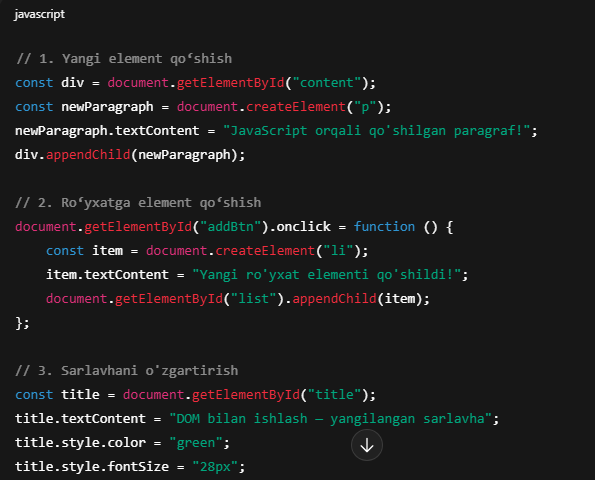 javascript
// 1. Yangi element qo‘shish
const div = document.getElementById("content");
const newParagraph = document.createElement("p");
newParagraph.textContent = "JavaScript orqali qo'shilgan paragraf!";
div.appendChild(newParagraph);
// 2. Ro‘yxatga element qo‘shish
document.getElementById("addBtn").onclick = function () {
    const item = document.createElement("li");
    item.textContent = "Yangi ro'yxat elementi qo'shildi!";
    document.getElementById("list").appendChild(item);
};
// 3. Sarlavhani o'zgartirish
const title = document.getElementById("title");
title.textContent = "DOM bilan ishlash – yangilangan sarlavha";
title.style.color = "green";
title.style.fontSize = "28px";